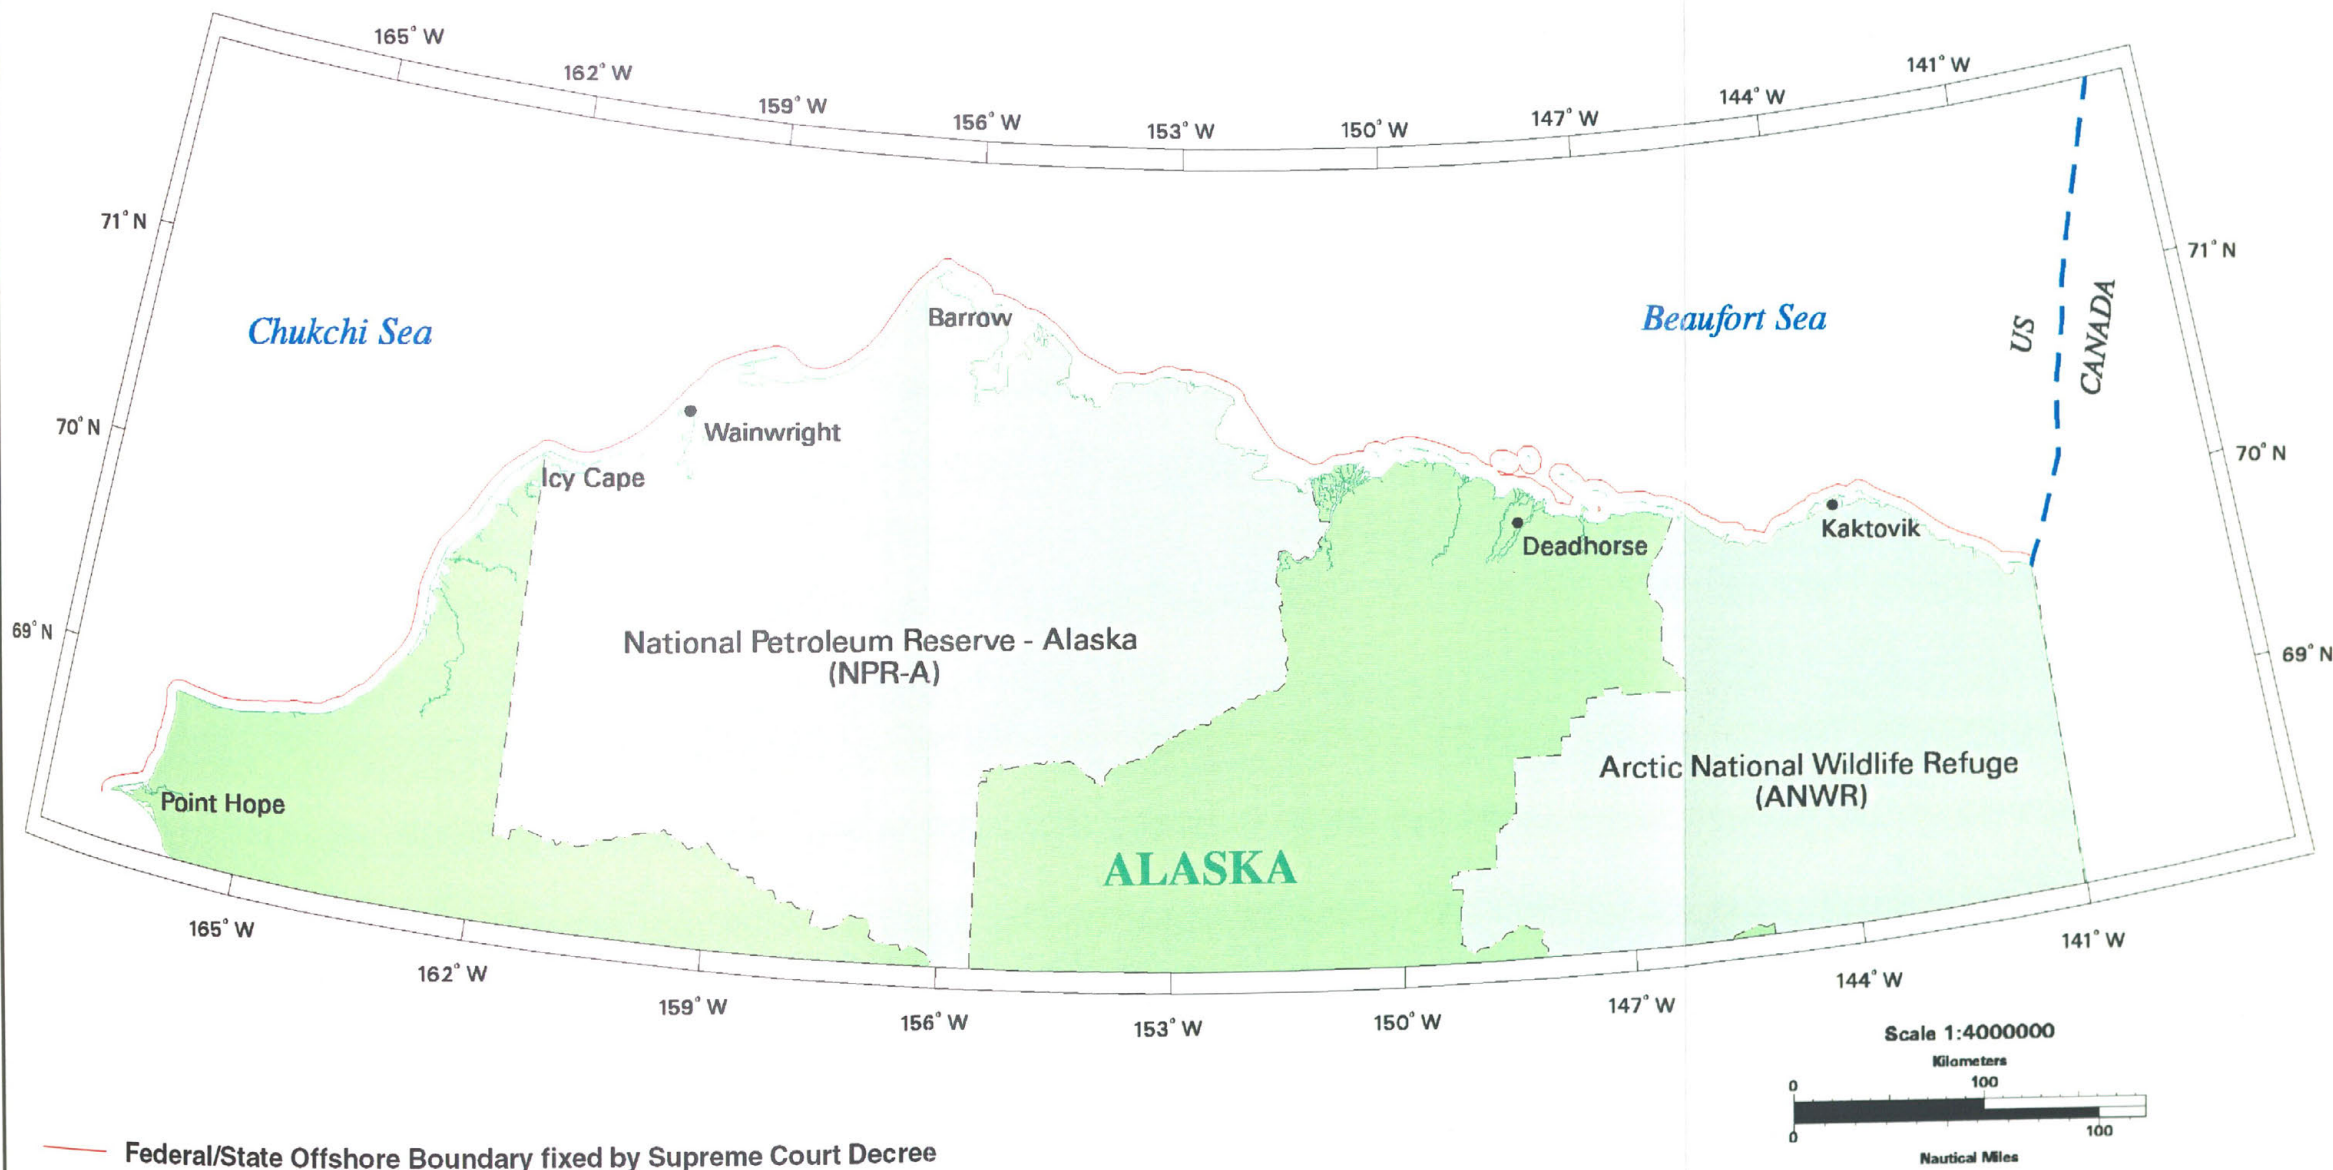 165° W
162° W
159° W
156° W
153° W
150° W
147° W
144° W
141° W
71° N
71° N
Chukchi Sea
Beaufort Sea
US
CANADA
Barrow
70° N
70° N
Wainwright
Icy Cape
Kaktovik
Deadhorse
69° N
69° N
National Petroleum Reserve - Alaska
(NPR-A)
Arctic National Wildlife Refuge
(ANWR)
Point Hope
ALASKA
165° W
162° W
159° W
156° W
153° W
150° W
147° W
144° W
141° W
Scale 1:4000000
Kilometers
0 100
0 100
Nautical Miles
Federal/State Offshore Boundary fixed by Supreme Court Decree